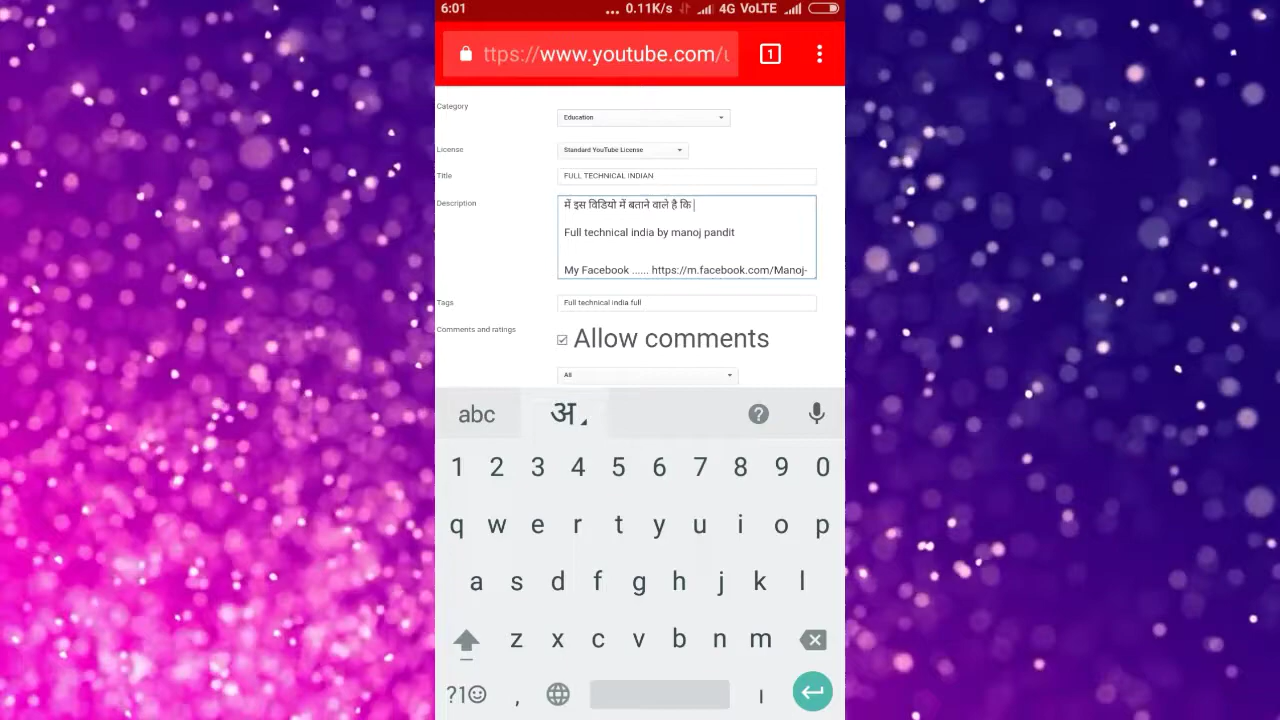 6:01 ... 0.11K/s 4G VoLTE
ttps://www.youtube.com/u 1
Category
Education
License
Standard YouTube License
Title
FULL TECHNICAL INDIAN
Description
में इस विडियो में बताने वाले है कि
Full technical india by manoj pandit
My Facebook ...... https://m.facebook.com/Manoj-
Tags
Full technical india full
Comments and ratings
Allow comments
All
abc अ ?
1 2 3 4 5 6 7 8 9 0
q w e r t y u i o p
a s d f g h j k l
z x c v b n m
?1☺ , ।